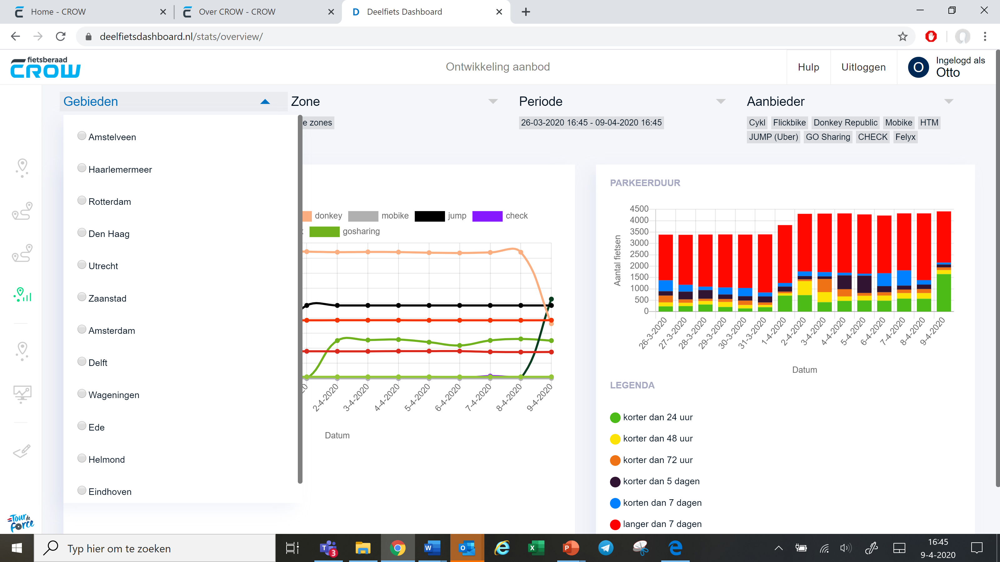 Home - CROW
Over CROW - CROW
D Deelfiets Dashboard
deelfietsdashboard.nl/stats/overview/
fietsberaad
CROW
Ontwikkeling aanbod
Hulp
Uitloggen
O
Ingelogd als
Otto
Gebieden
Zone
Periode
Aanbieder
e zones
26-03-2020 16:45 - 09-04-2020 16:45
Cykl Flickbike Donkey Republic Mobike HTM
JUMP (Uber) GO Sharing CHECK Felyx
Amstelveen
Haarlemermeer
Rotterdam
Den Haag
Utrecht
Zaanstad
Amsterdam
Delft
Wageningen
Ede
Helmond
Eindhoven
donkey mobike jump check
gosharing
2-4-2020
3-4-2020
4-4-2020
5-4-2020
6-4-2020
7-4-2020
8-4-2020
9-4-2020
Datum
PARKEERDUUR
Aantal fietsen
4500
4000
3500
3000
2500
2000
1500
1000
500
0
26-3-2020
27-3-2020
28-3-2020
29-3-2020
30-3-2020
31-3-2020
1-4-2020
2-4-2020
3-4-2020
4-4-2020
5-4-2020
6-4-2020
7-4-2020
8-4-2020
9-4-2020
Datum
LEGENDA
korter dan 24 uur
korter dan 48 uur
korter dan 72 uur
korter dan 5 dagen
korten dan 7 dagen
langer dan 7 dagen
Tour de
Force
Typ hier om te zoeken
T 3
W
O
X
P
16:45
9-4-2020